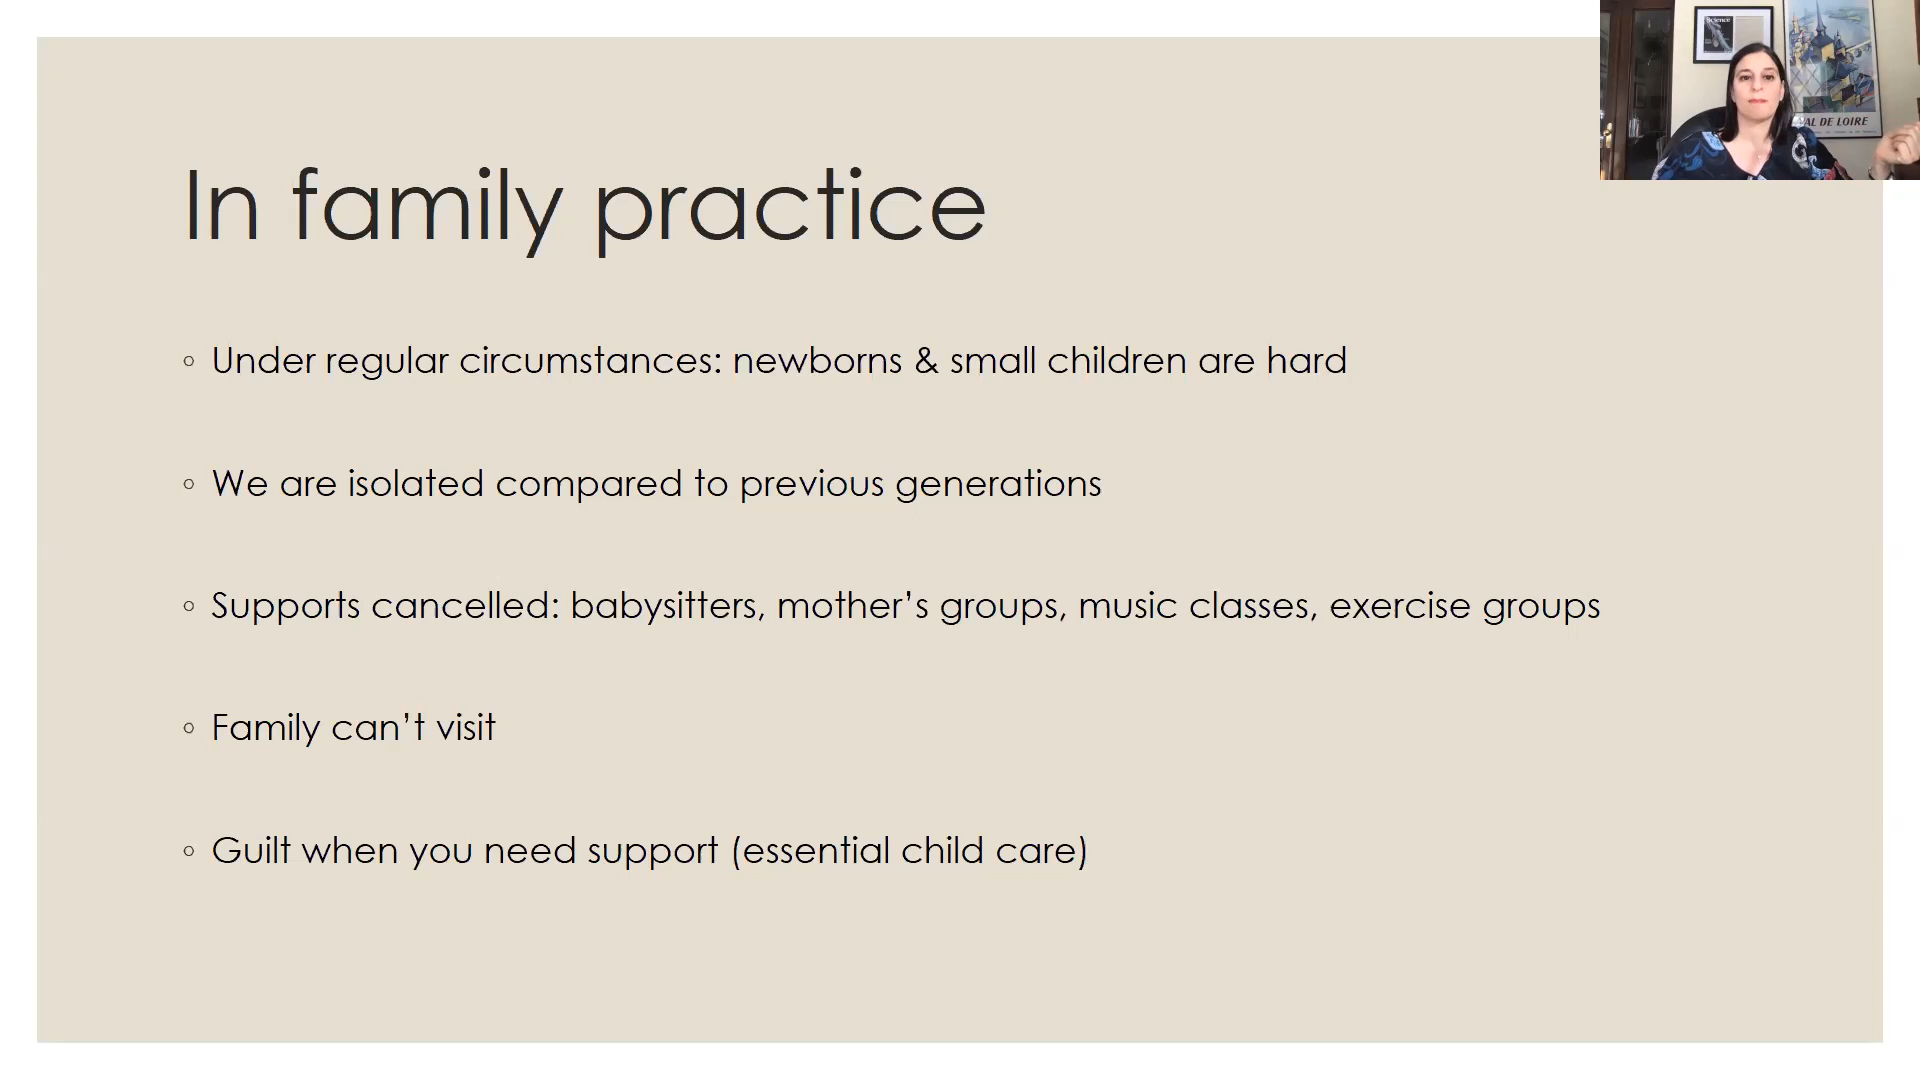 In family practice
◦ Under regular circumstances: newborns & small children are hard
◦ We are isolated compared to previous generations
◦ Supports cancelled: babysitters, mother’s groups, music classes, exercise groups
◦ Family can’t visit
◦ Guilt when you need support (essential child care)
Science
VAL DE LOIRE